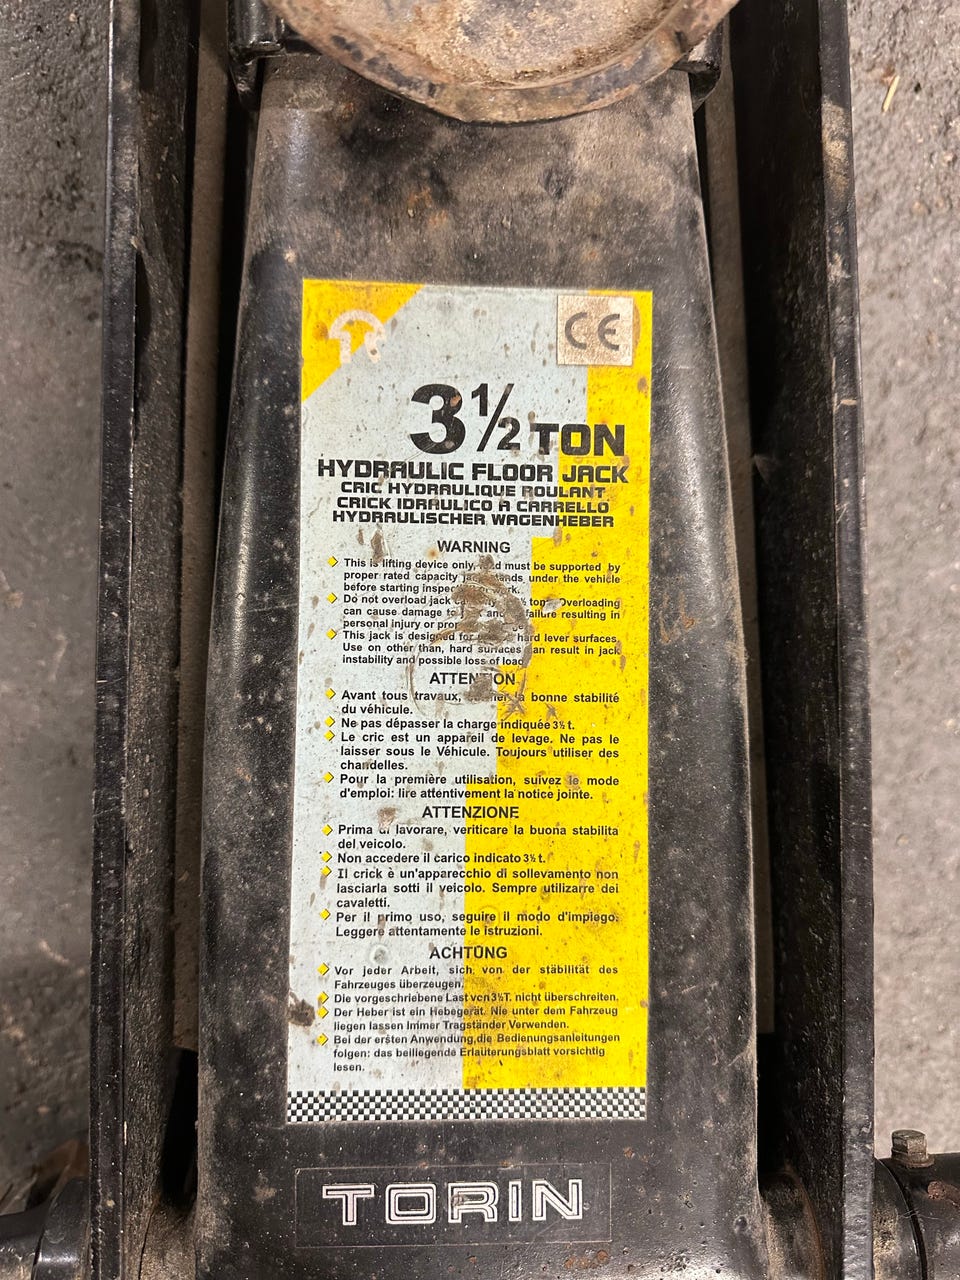 CE
3½ TON
HYDRAULIC FLOOR JACK
CRIC HYDRAULIQUE ROULANT
CRICK IDRAULICO A CARRELLO
HYDRAULISCHER WAGENHEBER
WARNING
This is lifting device only, must be supported by
proper rated capacity under the vehicle
before starting work.
Do not overload jack ton. Overloading
can cause damage to and failure resulting in
personal injury or
This jack is designed for hard lever surfaces.
Use on other than, hard surfaces can result in jack
instability and possible loss of load
ATTENTION
Avant tous travaux, la bonne stabilité
du véhicule.
Ne pas dépasser la charge indiquée 3½ t.
Le cric est un appareil de levage. Ne pas le
laisser sous le Véhicule. Toujours utiliser des
chandelles.
Pour la première utilisation, suivez le mode
d'emploi: lire attentivement la notice jointe.
ATTENZIONE
Prima di lavorare, veriticare la buona stabilita
del veicolo.
Non accedere il carico indicato 3½ t.
Il crick è un'apparecchio di sollevamento non
lasciarla sotti il veicolo. Sempre utilizarre dei
cavaletti.
Per il primo uso, seguire il modo d'impiego.
Leggere attentamente le istruzioni.
ACHTÜNG
Vor jeder Arbeit, sich von der stäbilität des
Fahrzeuges überzeugen.
Die vorgeschriebene Last vcn 3½T. nicht überschreiten.
Der Heber ist ein Hebegerät. Nie unter dem Fahrzeug
liegen lassen Immer Tragständer Verwenden.
Bei der ersten Anwendung,die Bedienungsanleitungen
folgen: das beiliegende Erläuterungsblatt vorsichtig
lesen.
TORIN